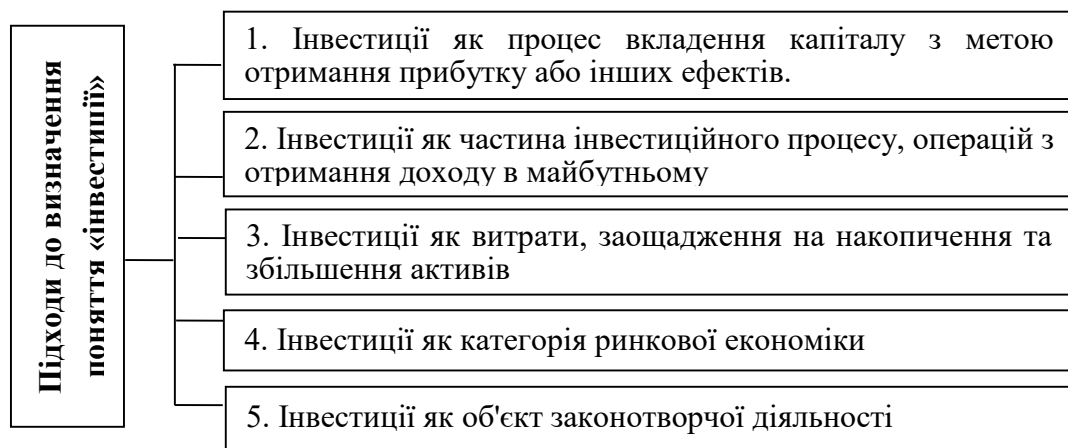 Підходи до визначення
поняття «інвестиції»
1. Інвестиції як процес вкладення капіталу з метою
отримання прибутку або інших ефектів.
2. Інвестиції як частина інвестиційного процесу, операцій з
отримання доходу в майбутньому
3. Інвестиції як витрати, заощадження на накопичення та
збільшення активів
4. Інвестиції як категорія ринкової економіки
5. Інвестиції як об'єкт законотворчої діяльності